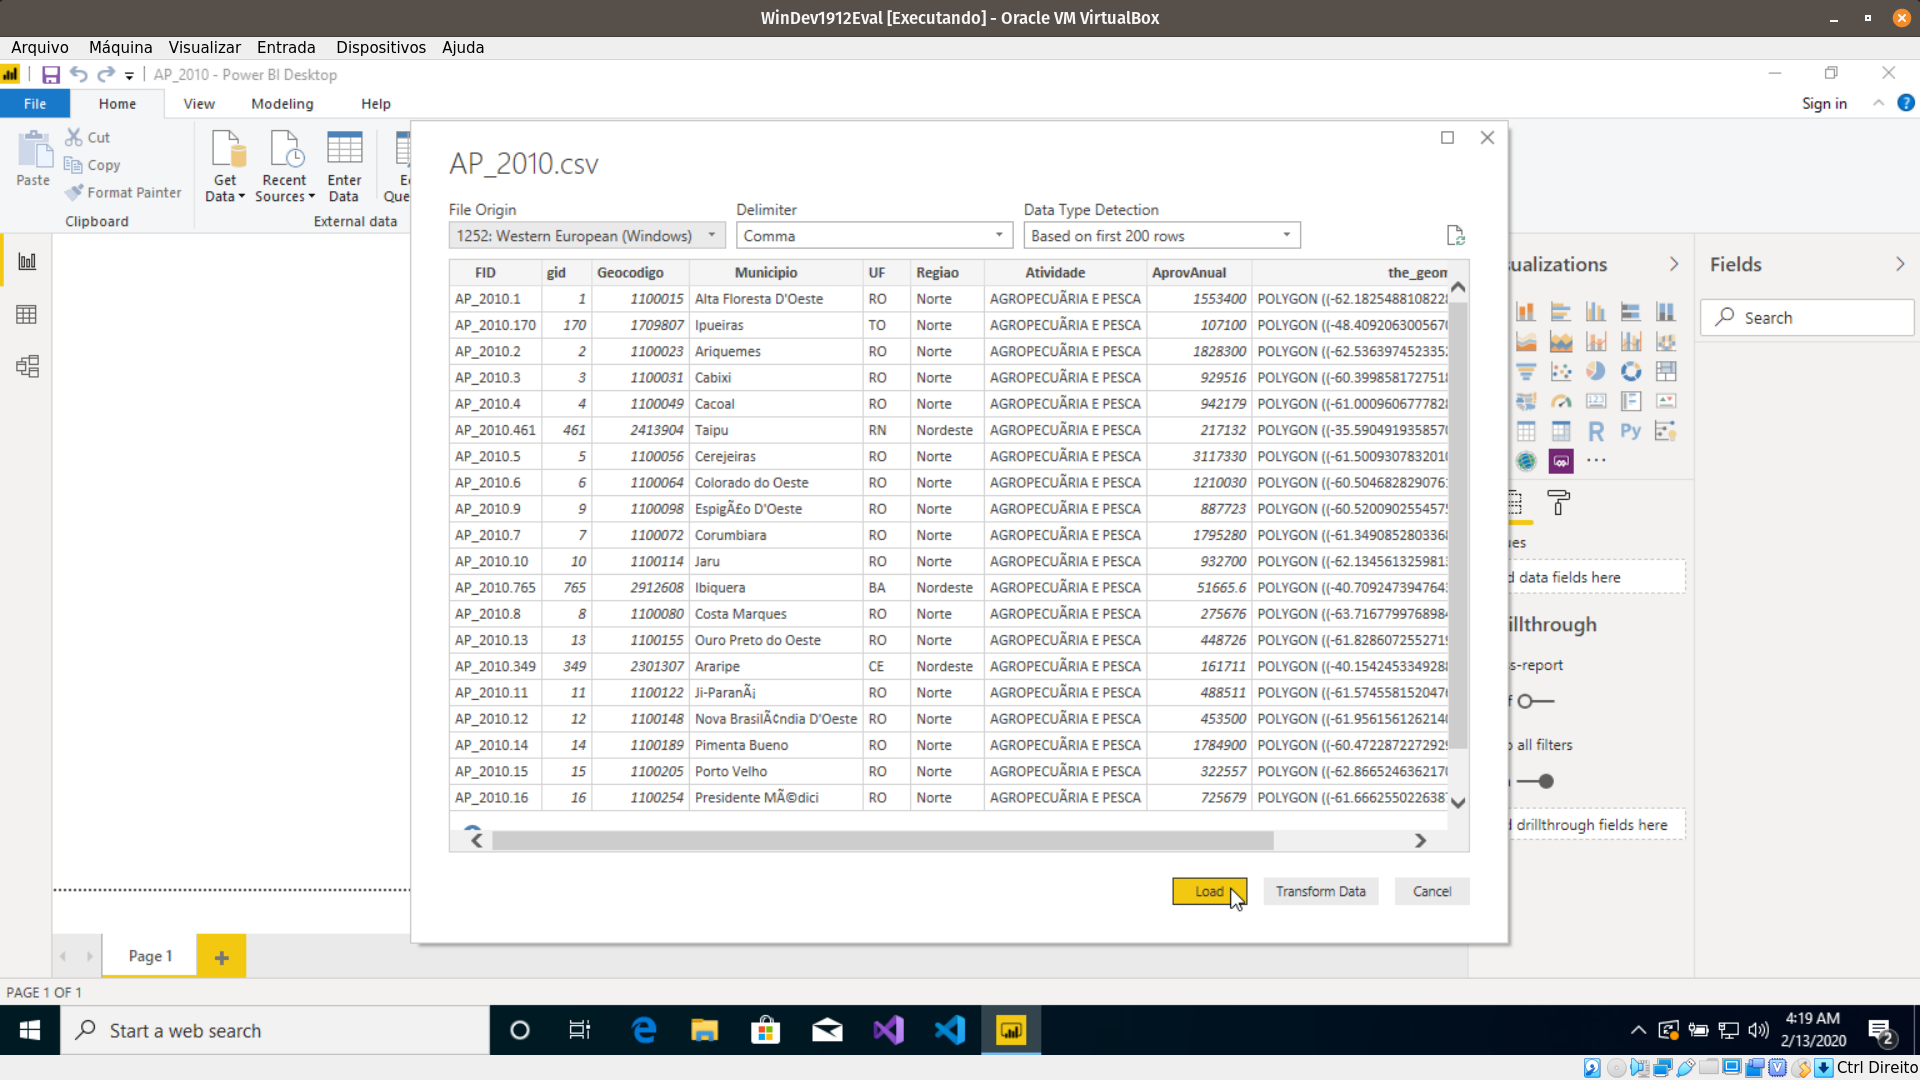 WinDev1912Eval [Executando] - Oracle VM VirtualBox
Arquivo Máquina Visualizar Entrada Dispositivos Ajuda
AP_2010 - Power BI Desktop
File Home View Modeling Help Sign in
Cut
Copy
Format Painter
Paste
Clipboard
Get Data
Recent Sources
Enter Data
External data
AP_2010.csv
File Origin Delimiter Data Type Detection
1252: Western European (Windows) Comma Based on first 200 rows
FID gid Geocodigo Municipio UF Regiao Atividade AprovAnual the_geom
AP_2010.1 1 1100015 Alta Floresta D'Oeste RO Norte AGROPECUÃRIA E PESCA 1553400 POLYGON ((-62.1825488108228
AP_2010.170 170 1709807 Ipueiras TO Norte AGROPECUÃRIA E PESCA 107100 POLYGON ((-48.4092063005670
AP_2010.2 2 1100023 Ariquemes RO Norte AGROPECUÃRIA E PESCA 1828300 POLYGON ((-62.536397452335
AP_2010.3 3 1100031 Cabixi RO Norte AGROPECUÃRIA E PESCA 929516 POLYGON ((-60.3998581727518
AP_2010.4 4 1100049 Cacoal RO Norte AGROPECUÃRIA E PESCA 942179 POLYGON ((-61.0009606777828
AP_2010.461 461 2413904 Taipu RN Nordeste AGROPECUÃRIA E PESCA 217132 POLYGON ((-35.5904919358570
AP_2010.5 5 1100056 Cerejeiras RO Norte AGROPECUÃRIA E PESCA 3117330 POLYGON ((-61.5009307832010
AP_2010.6 6 1100064 Colorado do Oeste RO Norte AGROPECUÃRIA E PESCA 1210030 POLYGON ((-60.504682829076
AP_2010.9 9 1100098 EspigÃ£o D'Oeste RO Norte AGROPECUÃRIA E PESCA 887723 POLYGON ((-60.520090255457
AP_2010.7 7 1100072 Corumbiara RO Norte AGROPECUÃRIA E PESCA 1795280 POLYGON ((-61.3490852803368
AP_2010.10 10 1100114 Jaru RO Norte AGROPECUÃRIA E PESCA 932700 POLYGON ((-62.134561325981
AP_2010.765 765 2912608 Ibiquera BA Nordeste AGROPECUÃRIA E PESCA 51665.6 POLYGON ((-40.709247394764
AP_2010.8 8 1100080 Costa Marques RO Norte AGROPECUÃRIA E PESCA 275676 POLYGON ((-63.7167799768984
AP_2010.13 13 1100155 Ouro Preto do Oeste RO Norte AGROPECUÃRIA E PESCA 448726 POLYGON ((-61.828607255271
AP_2010.349 349 2301307 Araripe CE Nordeste AGROPECUÃRIA E PESCA 161711 POLYGON ((-40.1542453349288
AP_2010.11 11 1100122 Ji-ParanÃ¡ RO Norte AGROPECUÃRIA E PESCA 488511 POLYGON ((-61.5745581520476
AP_2010.12 12 1100148 Nova BrasilÃ¢ndia D'Oeste RO Norte AGROPECUÃRIA E PESCA 453500 POLYGON ((-61.9561561262140
AP_2010.14 14 1100189 Pimenta Bueno RO Norte AGROPECUÃRIA E PESCA 1784900 POLYGON ((-60.472287227292
AP_2010.15 15 1100205 Porto Velho RO Norte AGROPECUÃRIA E PESCA 322557 POLYGON ((-62.8665246362170
AP_2010.16 16 1100254 Presidente MÃ©dici RO Norte AGROPECUÃRIA E PESCA 725679 POLYGON ((-61.666255022638
Load Transform Data Cancel
ualizations
R Py
123
data fields here
illthrough
s-report
all filters
drillthrough fields here
Fields
Search
Page 1
PAGE 1 OF 1
Start a web search
4:19 AM
2/13/2020
2
Ctrl Direito